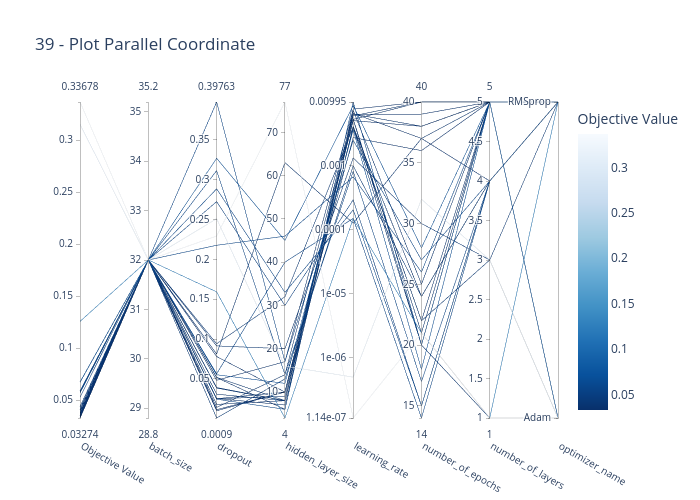 39 - Plot Parallel Coordinate
0.33678 35.2 0.39763 77 0.00995 40 5
Objective Value
0.3
0.25
0.2
0.15
0.1
0.05
35
34
33
32
31
30
29
0.35
0.3
0.25
0.2
0.15
0.1
0.05
70
60
50
40
30
20
10
0.001
0.0001
1e-05
1e-06
1.14e-07
40
35
30
25
20
15
5
4.5
4
3.5
3
2.5
2
1.5
1
RMSprop
Adam
0.3
0.25
0.2
0.15
0.1
0.05
0.03274 28.8 0.0009 4 14 1
Objective Value
batch_size
dropout
hidden_layer_size
learning_rate
number_of_epochs
number_of_layers
optimizer_name